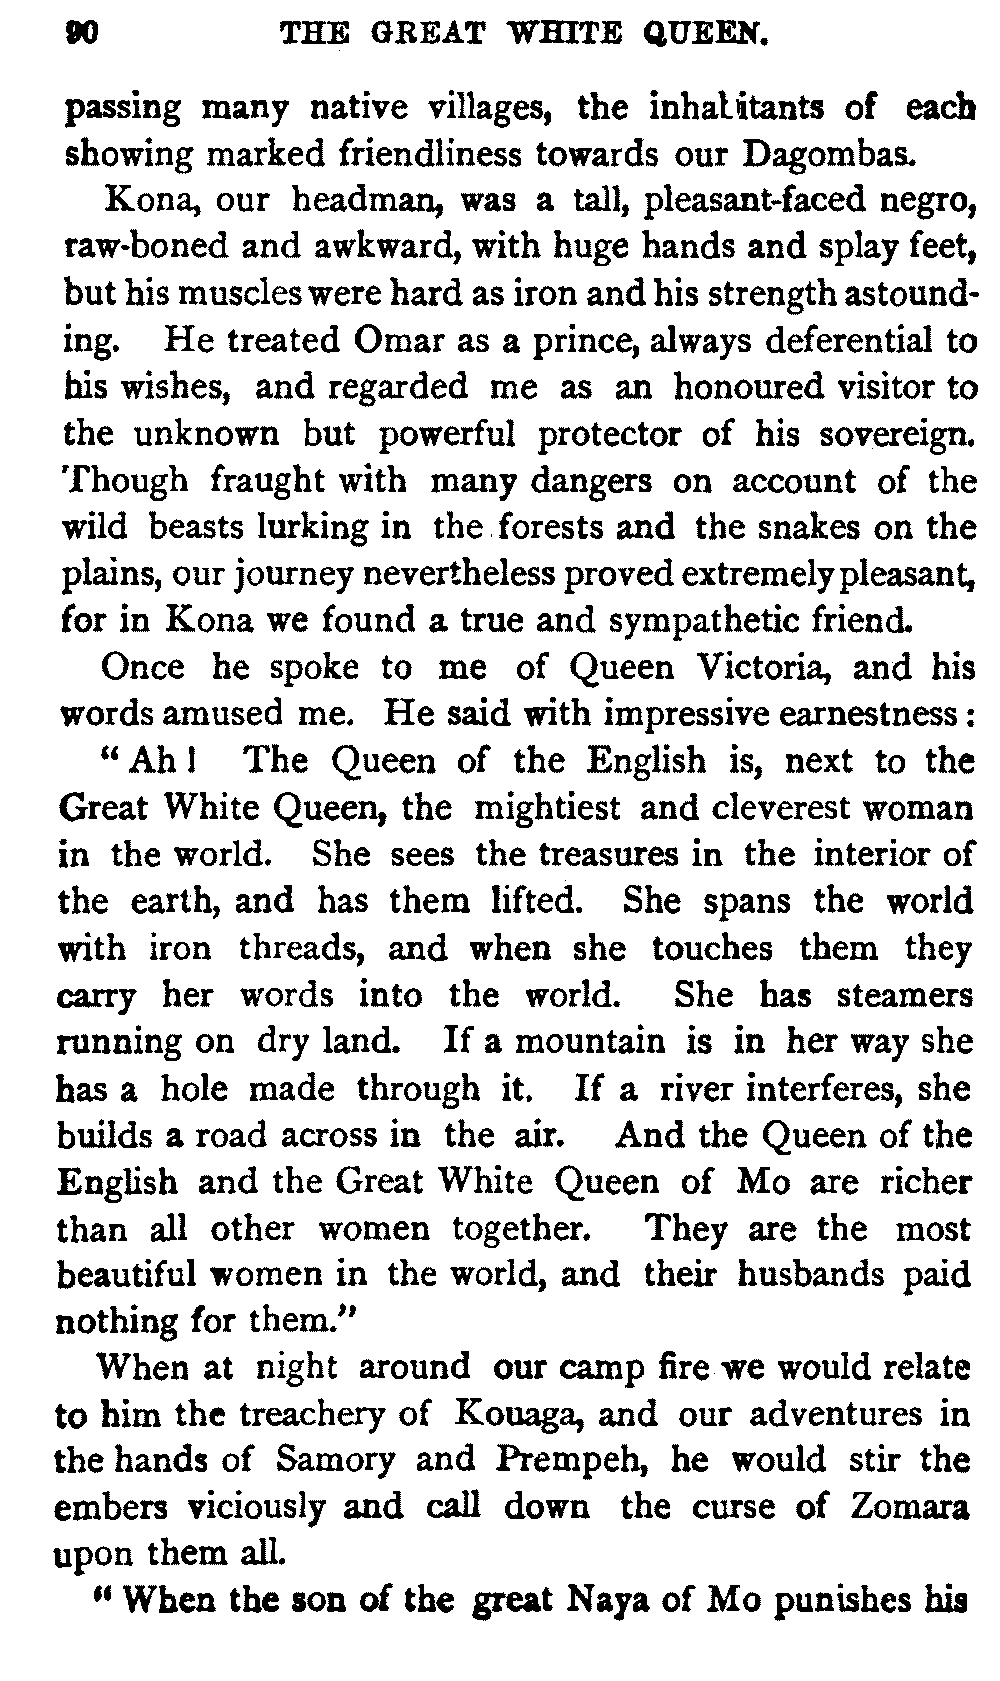 90 THE GREAT WHITE QUEEN.
passing many native villages, the inhabitants of each
showing marked friendliness towards our Dagombas.
Kona, our headman, was a tall, pleasant-faced negro,
raw-boned and awkward, with huge hands and splay feet,
but his muscles were hard as iron and his strength astound-
ing. He treated Omar as a prince, always deferential to
his wishes, and regarded me as an honoured visitor to
the unknown but powerful protector of his sovereign.
Though fraught with many dangers on account of the
wild beasts lurking in the forests and the snakes on the
plains, our journey nevertheless proved extremely pleasant,
for in Kona we found a true and sympathetic friend.
Once he spoke to me of Queen Victoria, and his
words amused me. He said with impressive earnestness :
“ Ah ! The Queen of the English is, next to the
Great White Queen, the mightiest and cleverest woman
in the world. She sees the treasures in the interior of
the earth, and has them lifted. She spans the world
with iron threads, and when she touches them they
carry her words into the world. She has steamers
running on dry land. If a mountain is in her way she
has a hole made through it. If a river interferes, she
builds a road across in the air. And the Queen of the
English and the Great White Queen of Mo are richer
than all other women together. They are the most
beautiful women in the world, and their husbands paid
nothing for them.”
When at night around our camp fire we would relate
to him the treachery of Kouaga, and our adventures in
the hands of Samory and Prempeh, he would stir the
embers viciously and call down the curse of Zomara
upon them all.
“ When the son of the great Naya of Mo punishes his